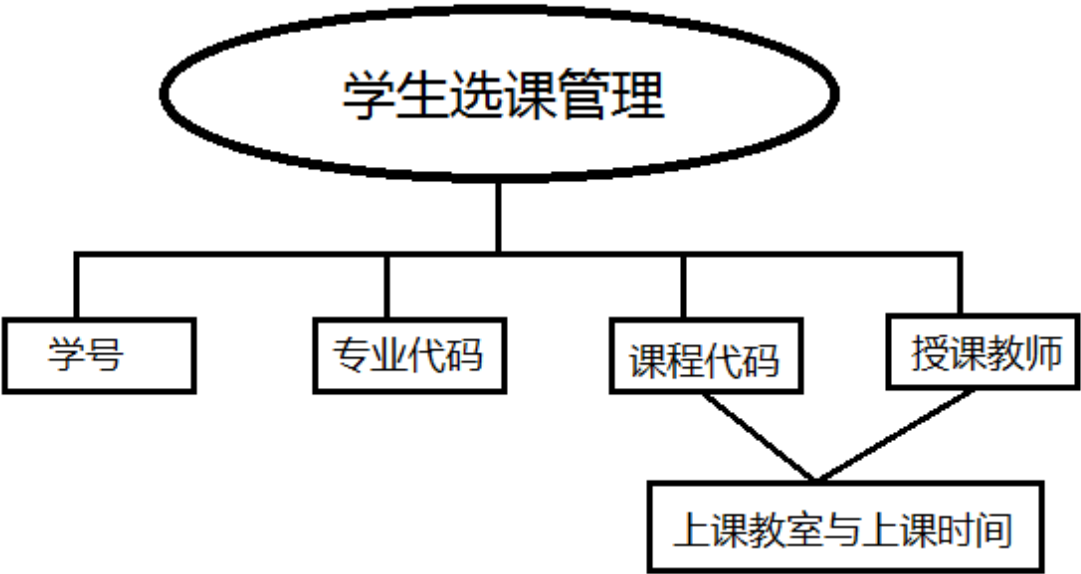 学生选课管理
学号
专业代码
课程代码
授课教师
上课教室与上课时间